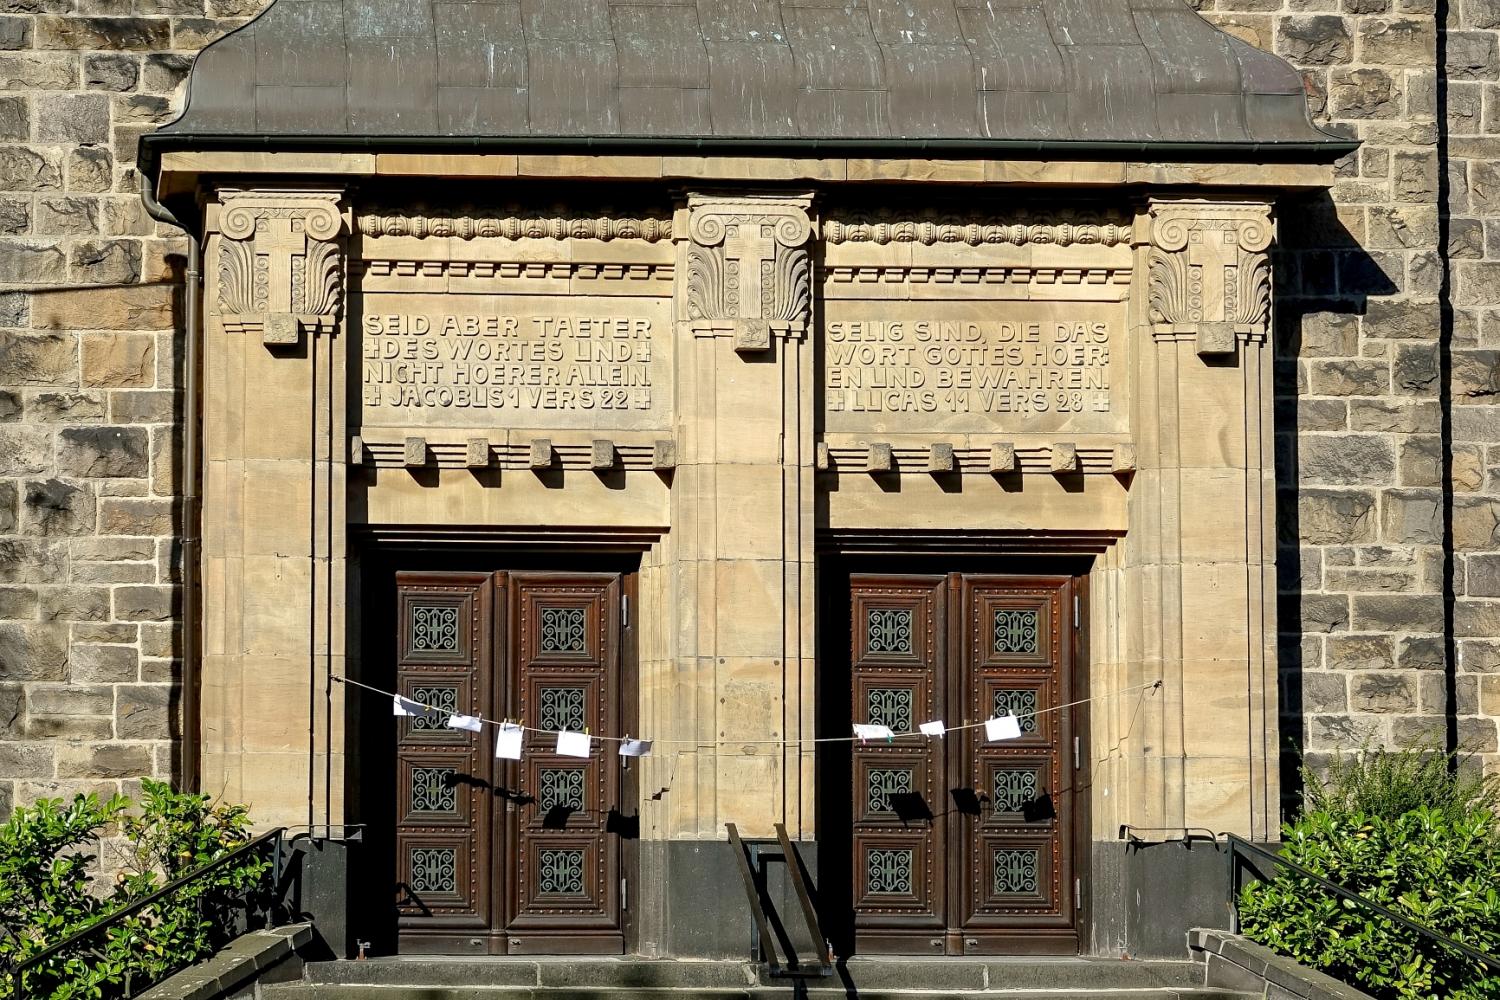 SEID ABER TAETER
+DES WORTES UND+
NICHT HOERER ALLEIN.
+JACOBUS 1 VERS 22+
SELIG SIND, DIE DAS
WORT GOTTES HOER=
EN UND BEWAHREN.
+LUCAS 11 VERS 28+